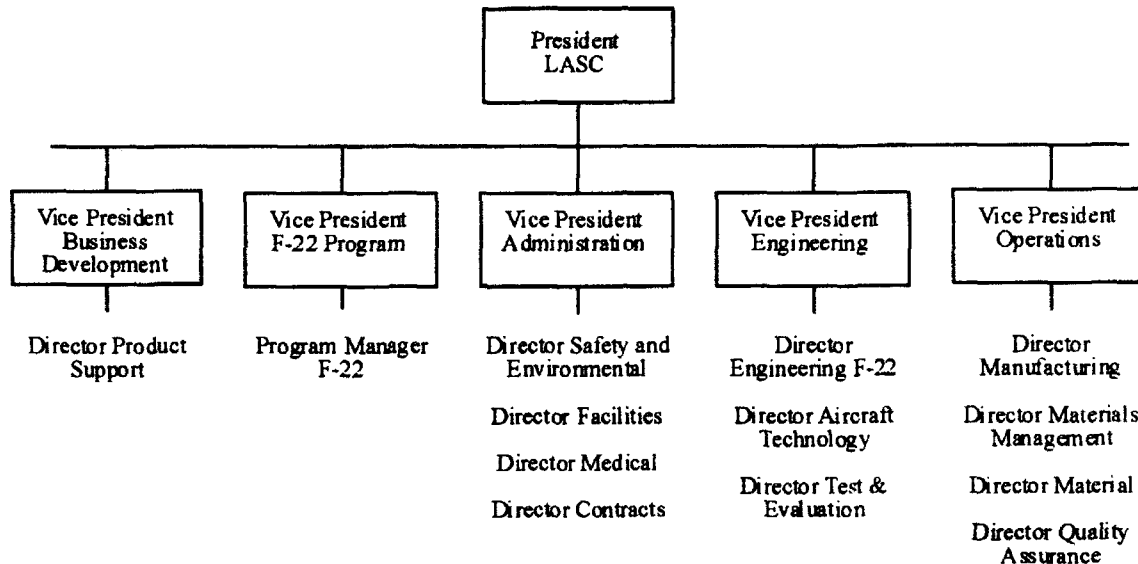 President
LASC
Vice President
Business
Development
Vice President
F-22 Program
Vice President
Administration
Vice President
Engineering
Vice President
Operations
Director Product
Support
Program Manager
F-22
Director Safety and
Environmental
Director Facilities
Director Medical
Director Contracts
Director
Engineering F-22
Director Aircraft
Technology
Director Test &
Evaluation
Director
Manufacturing
Director Materials
Management
Director Material
Director Quality
Assurance